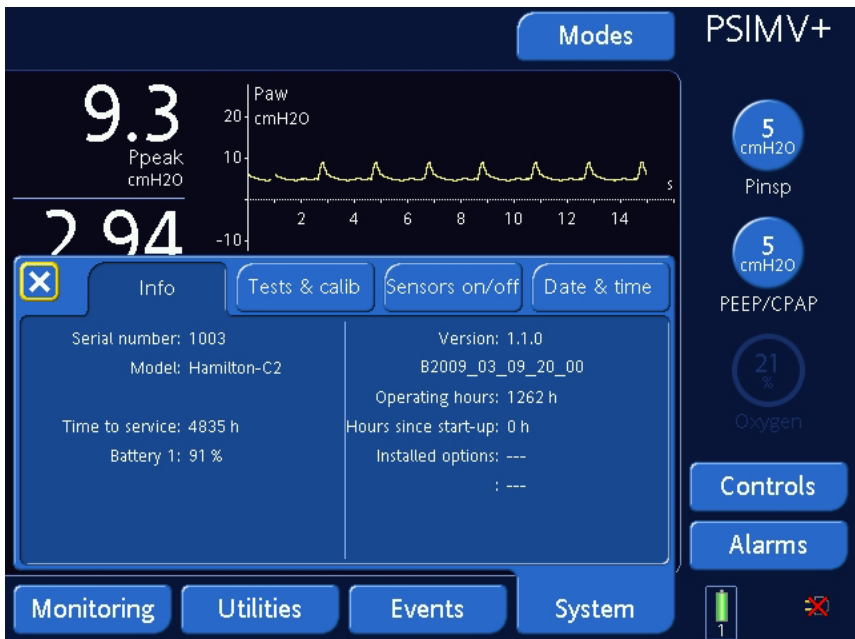 Modes
PSIMV+
9.3
Ppeak
cmH2O
Paw
cmH2O
20
10
-10
2 4 6 8 10 12 14
s
2.94
5
cmH2O
Pinsp
5
cmH2O
PEEP/CPAP
21
%
Oxygen
Info
Tests & calib
Sensors on/off
Date & time
Serial number: 1003
Model: Hamilton-C2
Time to service: 4835 h
Battery 1: 91 %
Version: 1.1.0
B2009_03_09_20_00
Operating hours: 1262 h
Hours since start-up: 0 h
Installed options: ---
: ---
Controls
Alarms
Monitoring
Utilities
Events
System
1